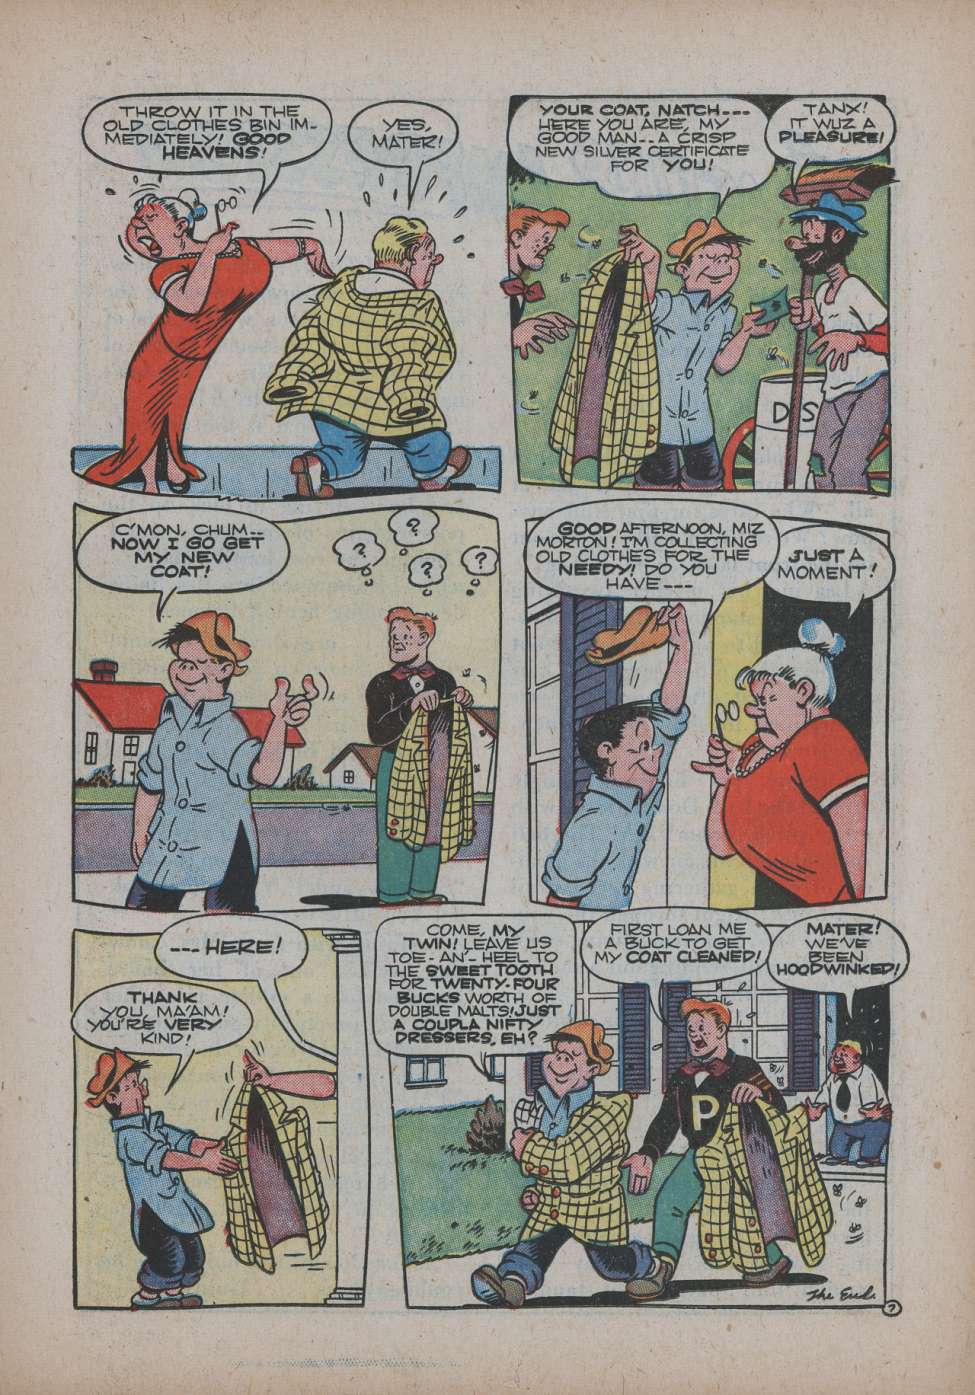 THROW IT IN THE
OLD CLOTHES BIN IM-
MEDIATELY! GOOD
HEAVENS!
YES,
MATER!
YOUR COAT, NATCH---
HERE YOU ARE, MY
GOOD MAN--A CRISP
NEW SILVER CERTIFICATE
FOR YOU!
TANX!
IT WUZ A
PLEASURE!
DS
C'MON, CHUM--
NOW I GO GET
MY NEW
COAT!
?
?
?
?
GOOD AFTERNOON, MIZ
MORTON! I'M COLLECTING
OLD CLOTHES FOR THE
NEEDY! DO YOU
HAVE---
JUST A
MOMENT!
---HERE!
THANK
YOU, MA'AM!
YOU'RE VERY
KIND!
COME, MY
TWIN! LEAVE US
TOE-AN'-HEEL TO
THE SWEET TOOTH
FOR TWENTY-FOUR
BUCKS WORTH OF
DOUBLE MALTS! JUST
A COUPLA NIFTY
DRESSERS, EH?
FIRST LOAN ME
A BUCK TO GET
MY COAT CLEANED!
MATER!
WE'VE
BEEN
HOODWINKED!
P
The End.
7